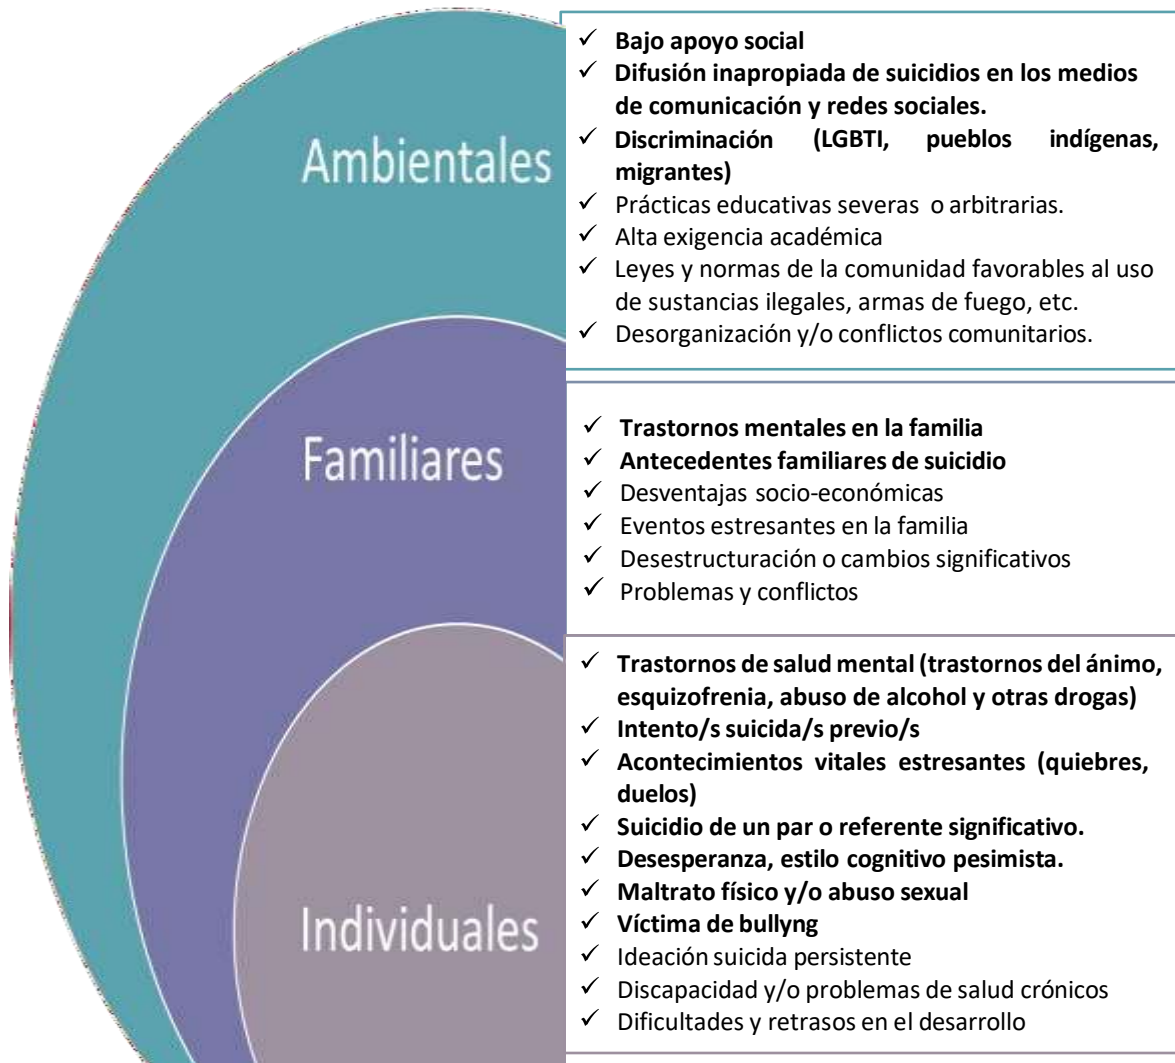 Ambientales
✓ Bajo apoyo social
✓ Difusión inapropiada de suicidios en los medios
de comunicación y redes sociales.
✓ Discriminación (LGBTI, pueblos indígenas,
migrantes)
✓ Prácticas educativas severas o arbitrarias.
✓ Alta exigencia académica
✓ Leyes y normas de la comunidad favorables al uso
de sustancias ilegales, armas de fuego, etc.
✓ Desorganización y/o conflictos comunitarios.
Familiares
✓ Trastornos mentales en la familia
✓ Antecedentes familiares de suicidio
✓ Desventajas socio-económicas
✓ Eventos estresantes en la familia
✓ Desestructuración o cambios significativos
✓ Problemas y conflictos
Individuales
✓ Trastornos de salud mental (trastornos del ánimo,
esquizofrenia, abuso de alcohol y otras drogas)
✓ Intento/s suicida/s previo/s
✓ Acontecimientos vitales estresantes (quiebres,
duelos)
✓ Suicidio de un par o referente significativo.
✓ Desesperanza, estilo cognitivo pesimista.
✓ Maltrato físico y/o abuso sexual
✓ Víctima de bullyng
✓ Ideación suicida persistente
✓ Discapacidad y/o problemas de salud crónicos
✓ Dificultades y retrasos en el desarrollo